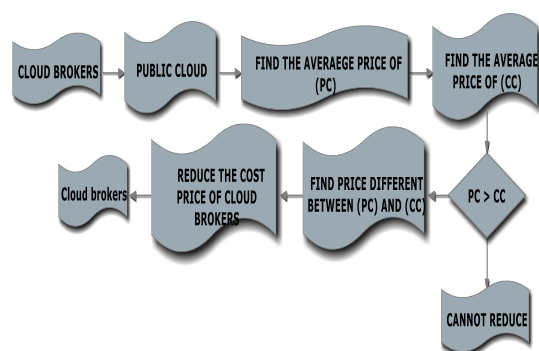 CLOUD BROKERS
PUBLIC CLOUD
FIND THE AVERAEGE PRICE OF
(PC)
FIND THE AVERAGE
PRICE OF (CC)
PC > CC
FIND PRICE DIFFERENT
BETWEEN (PC) AND (CC)
REDUCE THE COST
PRICE OF CLOUD
BROKERS
Cloud brokers
CANNOT REDUCE